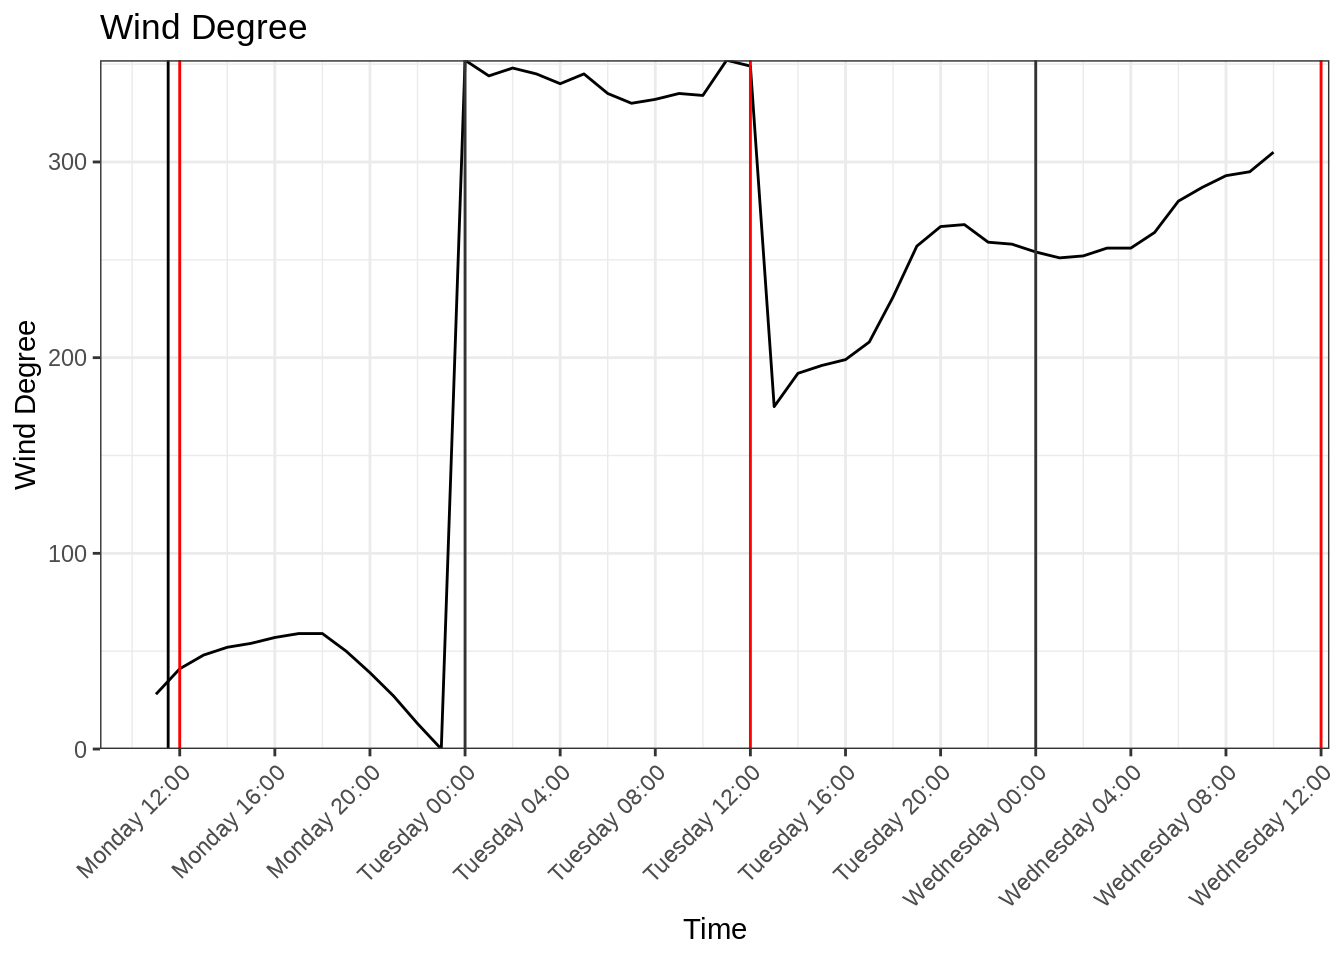 Wind Degree
Wind Degree
300
200
100
0
Monday 12:00
Monday 16:00
Monday 20:00
Tuesday 00:00
Tuesday 04:00
Tuesday 08:00
Tuesday 12:00
Tuesday 16:00
Tuesday 20:00
Wednesday 00:00
Wednesday 04:00
Wednesday 08:00
Wednesday 12:00
Time